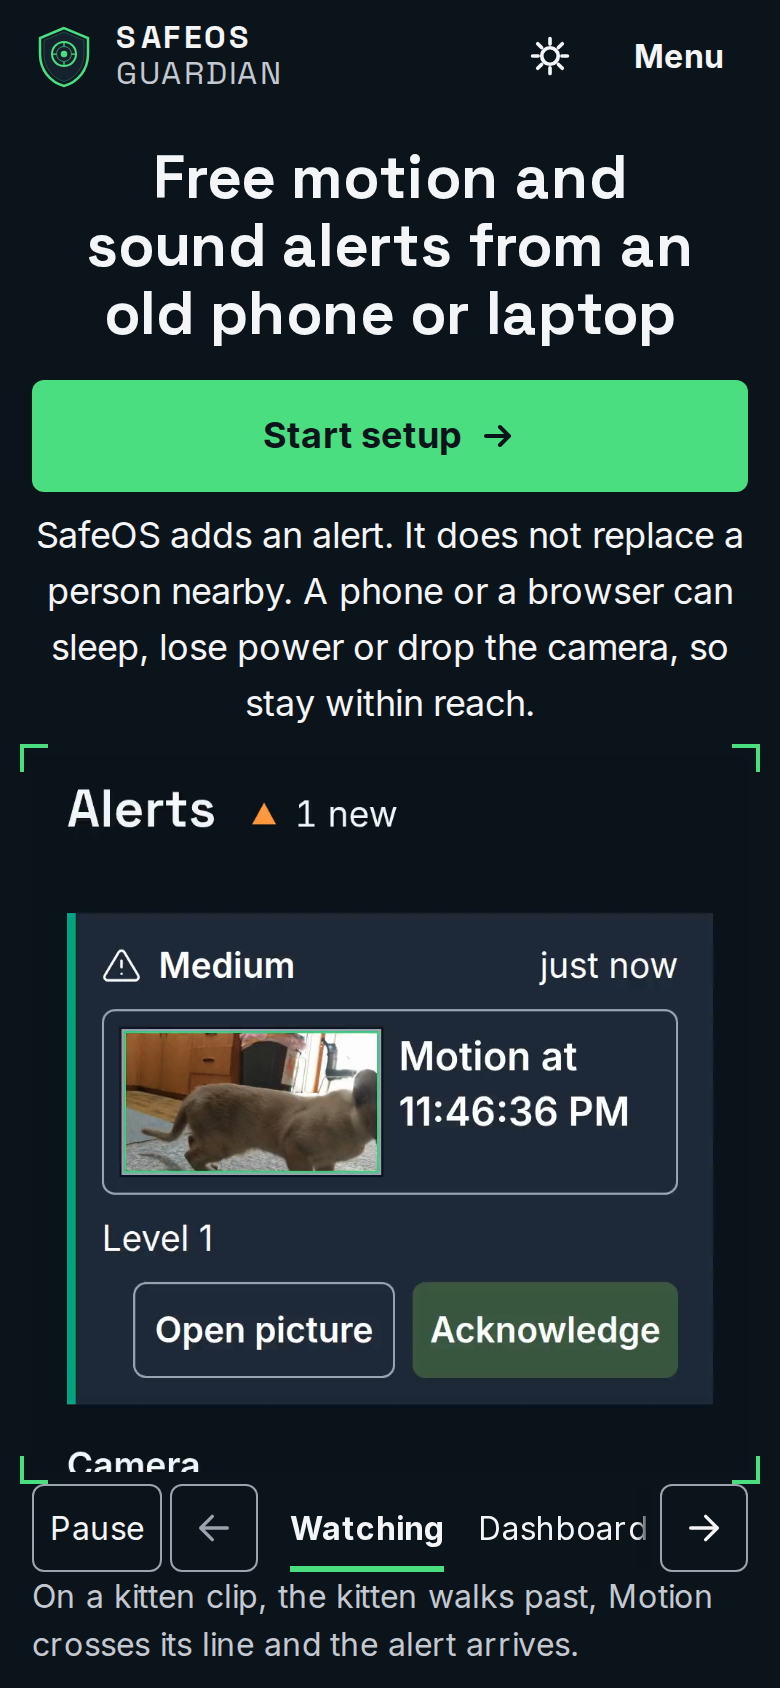 SAFEOS
GUARDIAN
Menu
Free motion and
sound alerts from an
old phone or laptop
Start setup →
SafeOS adds an alert. It does not replace a
person nearby. A phone or a browser can
sleep, lose power or drop the camera, so
stay within reach.
Alerts ▲ 1 new
Medium just now
Motion at
11:46:36 PM
Level 1
Open picture Acknowledge
Camera
Pause ← Watching Dashboard →
On a kitten clip, the kitten walks past, Motion
crosses its line and the alert arrives.